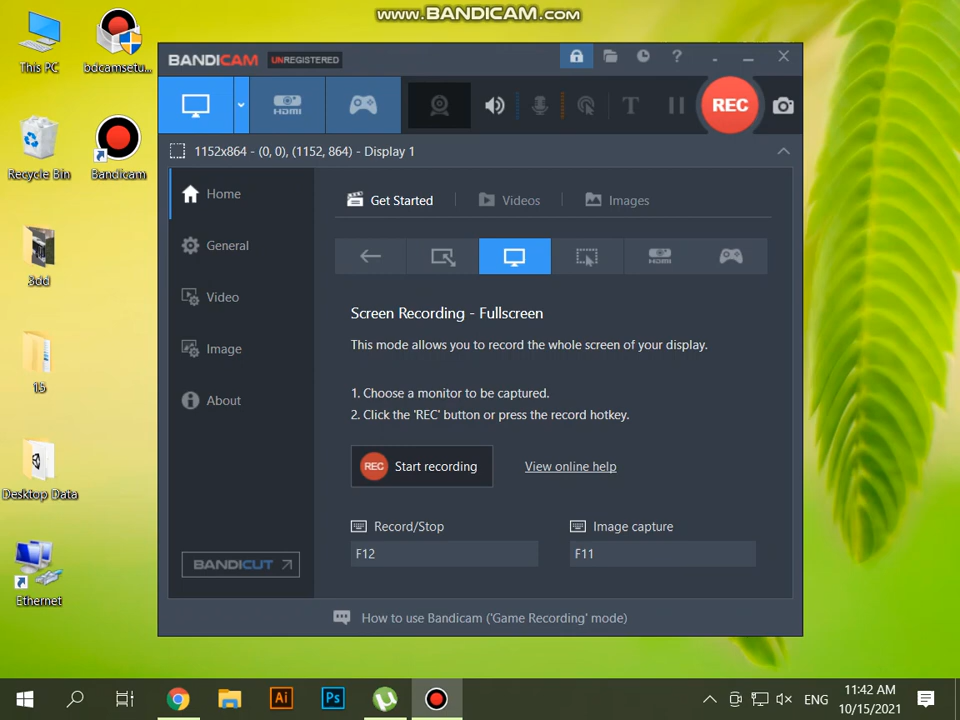 www.BANDICAM.com
This PC
bdcamsetu...
Recycle Bin
Bandicam
3dd
15
Desktop Data
Ethernet
BANDICAM UNREGISTERED
?
HDMI
T
REC
1152x864 - (0, 0), (1152, 864) - Display 1
Home
General
Video
Image
About
BANDICUT
Get Started
Videos
Images
HDMI
Screen Recording - Fullscreen
This mode allows you to record the whole screen of your display.
1. Choose a monitor to be captured.
2. Click the 'REC' button or press the record hotkey.
REC Start recording
View online help
Record/Stop
Image capture
F12
F11
How to use Bandicam ('Game Recording' mode)
Ai
Ps
ENG
11:42 AM
10/15/2021